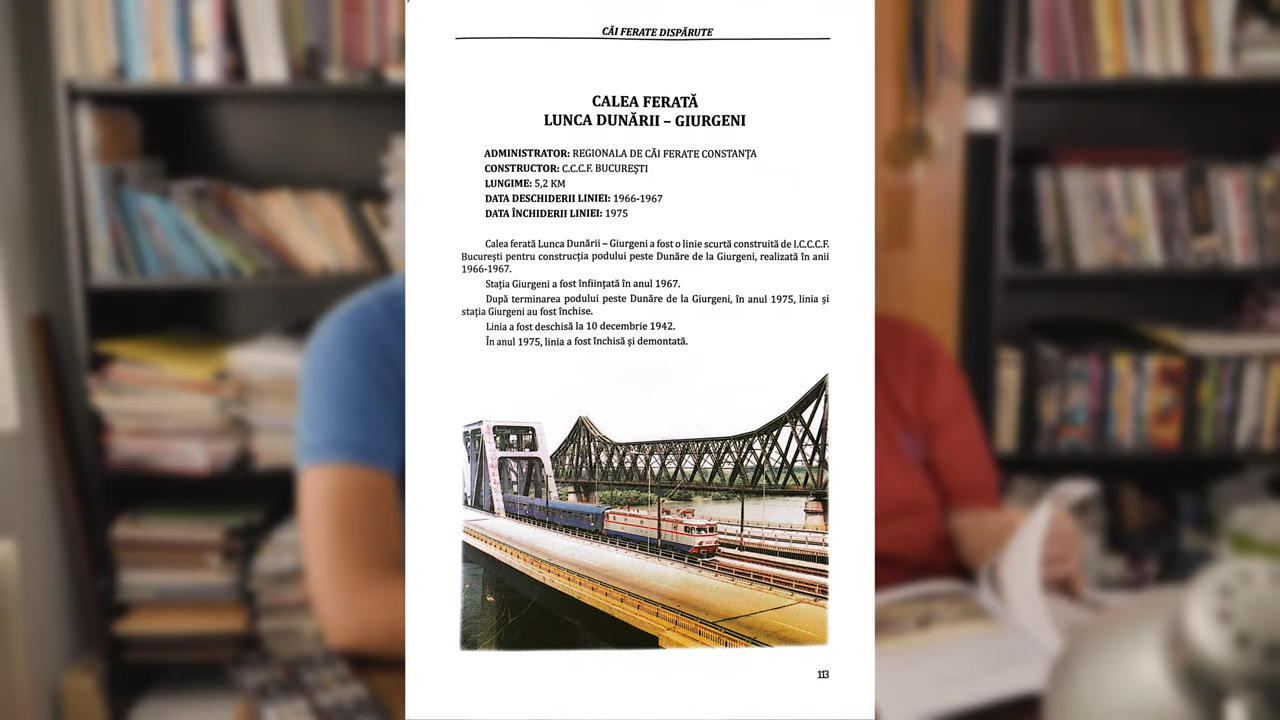 CĂI FERATE DISPĂRUTE
CALEA FERATĂ
LUNCA DUNĂRII – GIURGENI
ADMINISTRATOR: REGIONALA DE CĂI FERATE CONSTANȚA
CONSTRUCTOR: C.C.C.F. BUCUREȘTI
LUNGIME: 5,2 KM
DATA DESCHIDERII LINIEI: 1966-1967
DATA ÎNCHIDERII LINIEI: 1975
Calea ferată Lunca Dunării – Giurgeni a fost o linie scurtă construită de I.C.C.C.F.
București pentru construcția podului peste Dunăre de la Giurgeni, realizată în anii
1966-1967.
Stația Giurgeni a fost înființată în anul 1967.
După terminarea podului peste Dunăre de la Giurgeni, în anul 1975, linia și
stația Giurgeni au fost închise.
Linia a fost deschisă la 10 decembrie 1942.
În anul 1975, linia a fost închisă și demontată.
113